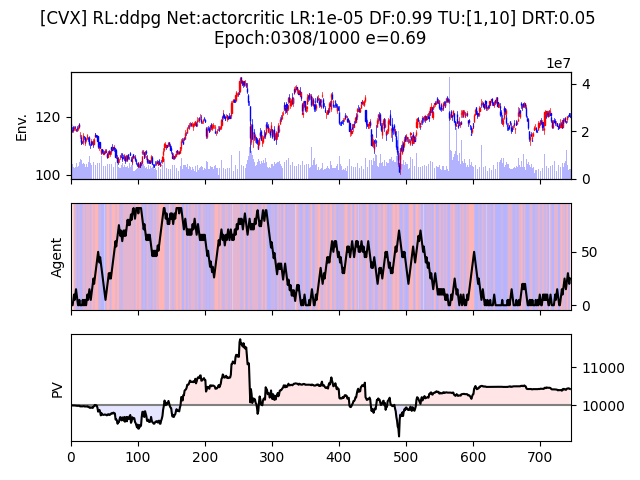 [CVX] RL:ddpg Net:actorcritic LR:1e-05 DF:0.99 TU:[1,10] DRT:0.05
Epoch:0308/1000 e=0.69
1e7
Env.
120
100
4
2
0
Agent
50
0
PV
11000
10000
0 100 200 300 400 500 600 700